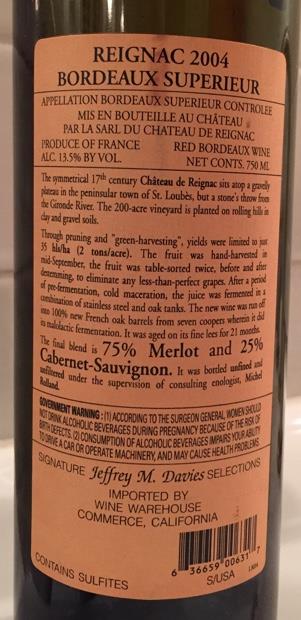 REIGNAC 2004
BORDEAUX SUPERIEUR
APPELLATION BORDEAUX SUPERIEUR CONTROLEE
MIS EN BOUTEILLE AU CHÂTEAU
PAR LA SARL DU CHATEAU DE REIGNAC
PRODUCE OF FRANCE RED BORDEAUX WINE
ALC. 13.5% BY VOL. NET CONTS. 750 ML
The symmetrical 17th century Château de Reignac sits atop a gravelly
plateau in the peninsular town of St. Loubès, but a stone's throw from
the Gironde River. The 200-acre vineyard is planted on rolling hills in
clay and gravel soils.
Through pruning and "green-harvesting", yields were limited to just
35 hls/ha (2 tons/acre). The fruit was hand-harvested in
mid-September, the fruit was table-sorted twice, before and after
destemming, to eliminate any less-than-perfect grapes. After a period
of pre-fermentation, cold maceration, the juice was fermented in a
combination of stainless steel and oak tanks. The new wine was run off
into 100% new French oak barrels from seven coopers wherein it did
its malolactic fermentation. It was aged on its fine lees for 21 months.
The final blend is 75% Merlot and 25%
Cabernet-Sauvignon. It was bottled unfined and
unfiltered under the supervision of consulting enologist, Michel
Rolland.
GOVERNMENT WARNING: (1) ACCORDING TO THE SURGEON GENERAL WOMEN SHOULD
NOT DRINK ALCOHOLIC BEVERAGES DURING PREGNANCY BECAUSE OF THE RISK OF
BIRTH DEFECTS. (2) CONSUMPTION OF ALCOHOLIC BEVERAGES IMPAIRS YOUR ABILITY
TO DRIVE A CAR OR OPERATE MACHINERY, AND MAY CAUSE HEALTH PROBLEMS.
SIGNATURE Jeffrey M. Davies SELECTIONS
IMPORTED BY
WINE WAREHOUSE
COMMERCE, CALIFORNIA
CONTAINS SULFITES
6 36659 00631 7
S/USA